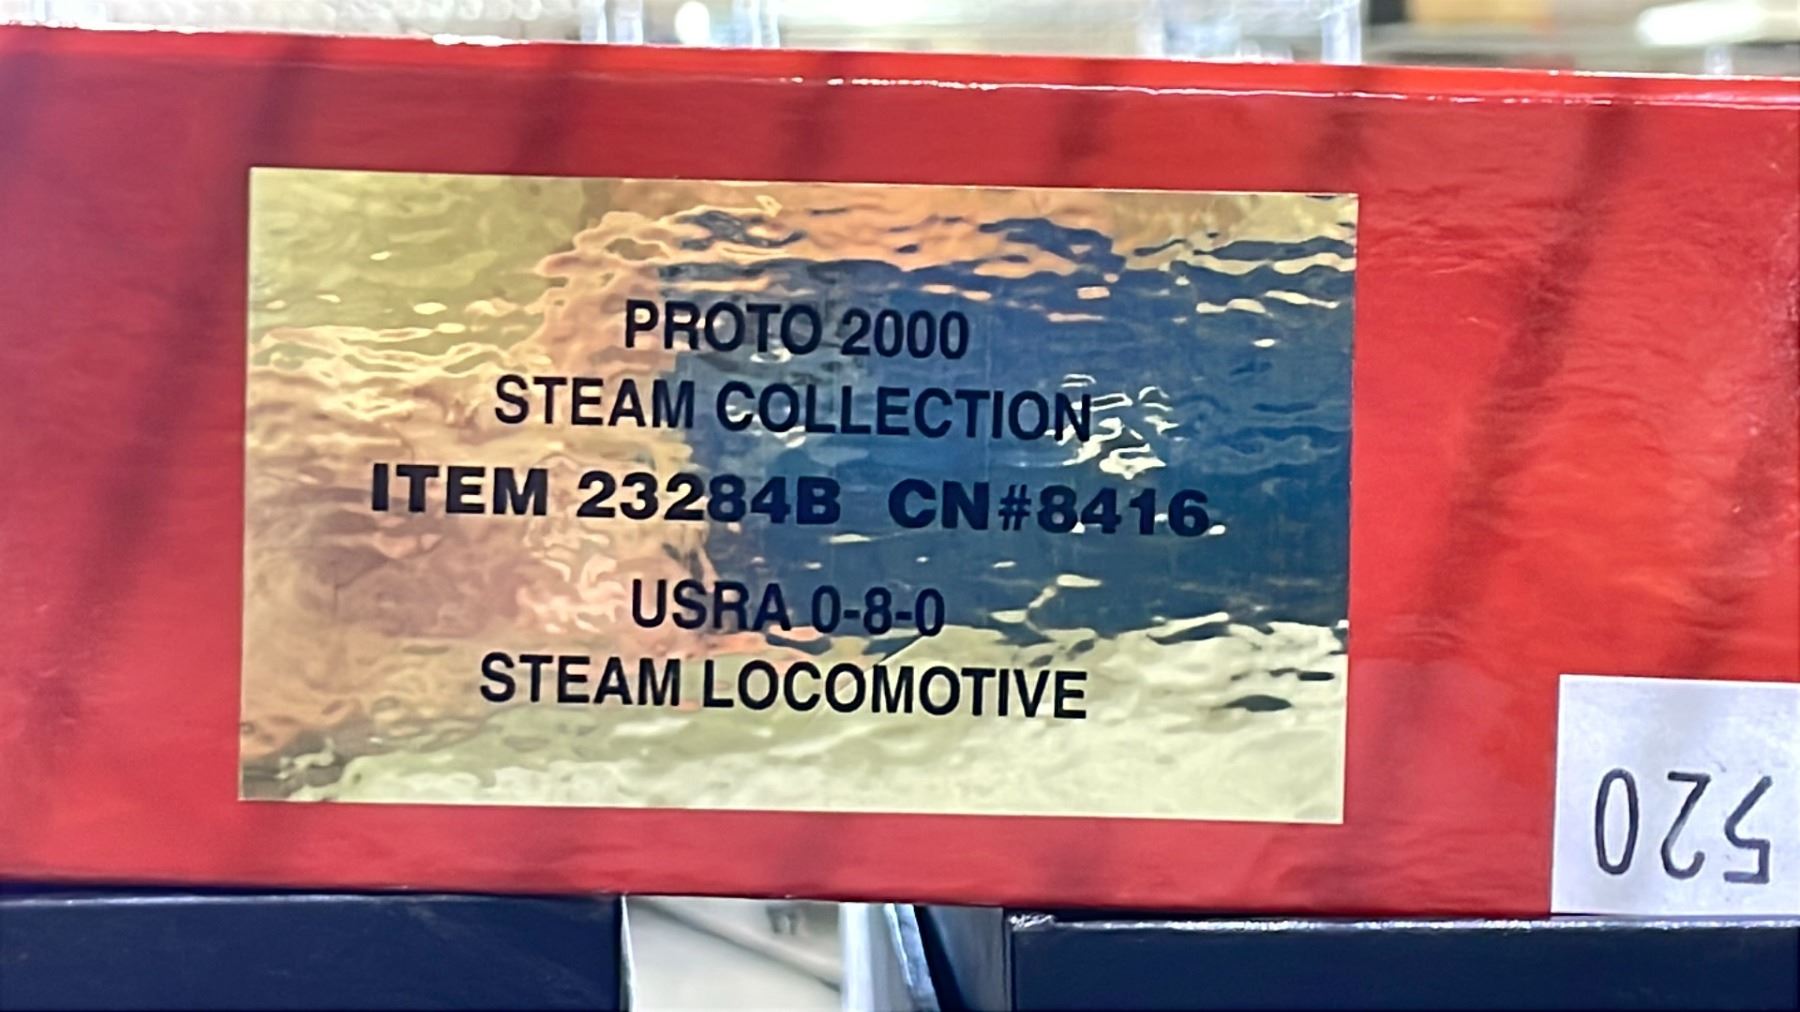 PROTO 2000
STEAM COLLECTION
ITEM 23284B CN#8416
USRA 0-8-0
STEAM LOCOMOTIVE
520